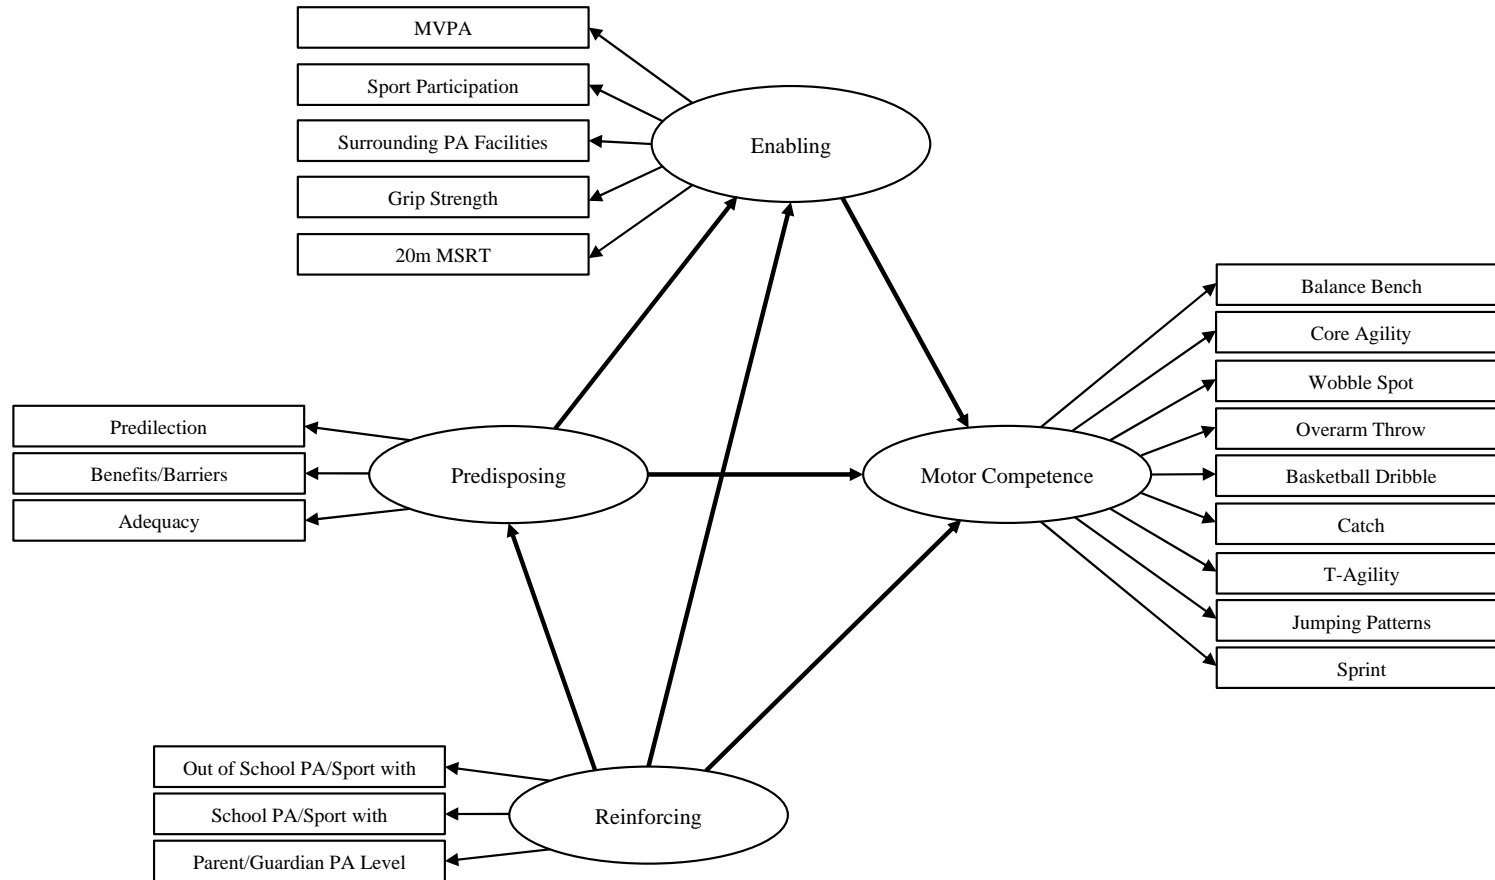 MVPA
Sport Participation
Surrounding PA Facilities
Grip Strength
20m MSRT
Enabling
Balance Bench
Core Agility
Wobble Spot
Overarm Throw
Basketball Dribble
Catch
T-Agility
Jumping Patterns
Sprint
Predilection
Benefits/Barriers
Adequacy
Predisposing
Motor Competence
Out of School PA/Sport with
School PA/Sport with
Parent/Guardian PA Level
Reinforcing